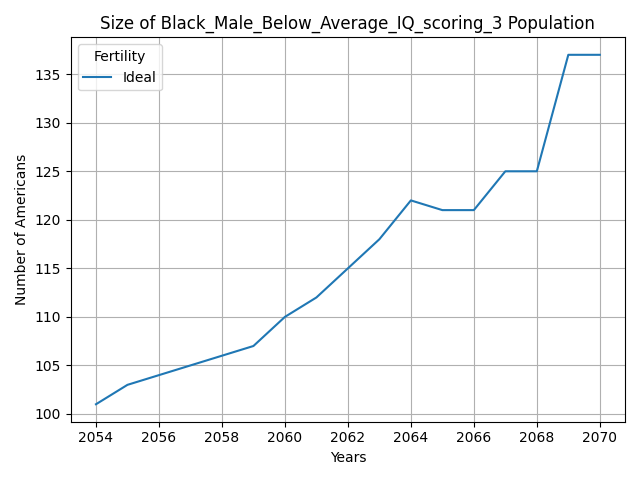 Size of Black_Male_Below_Average_IQ_scoring_3 Population
Fertility
Ideal
Number of Americans
135
130
125
120
115
110
105
100
2054 2056 2058 2060 2062 2064 2066 2068 2070
Years